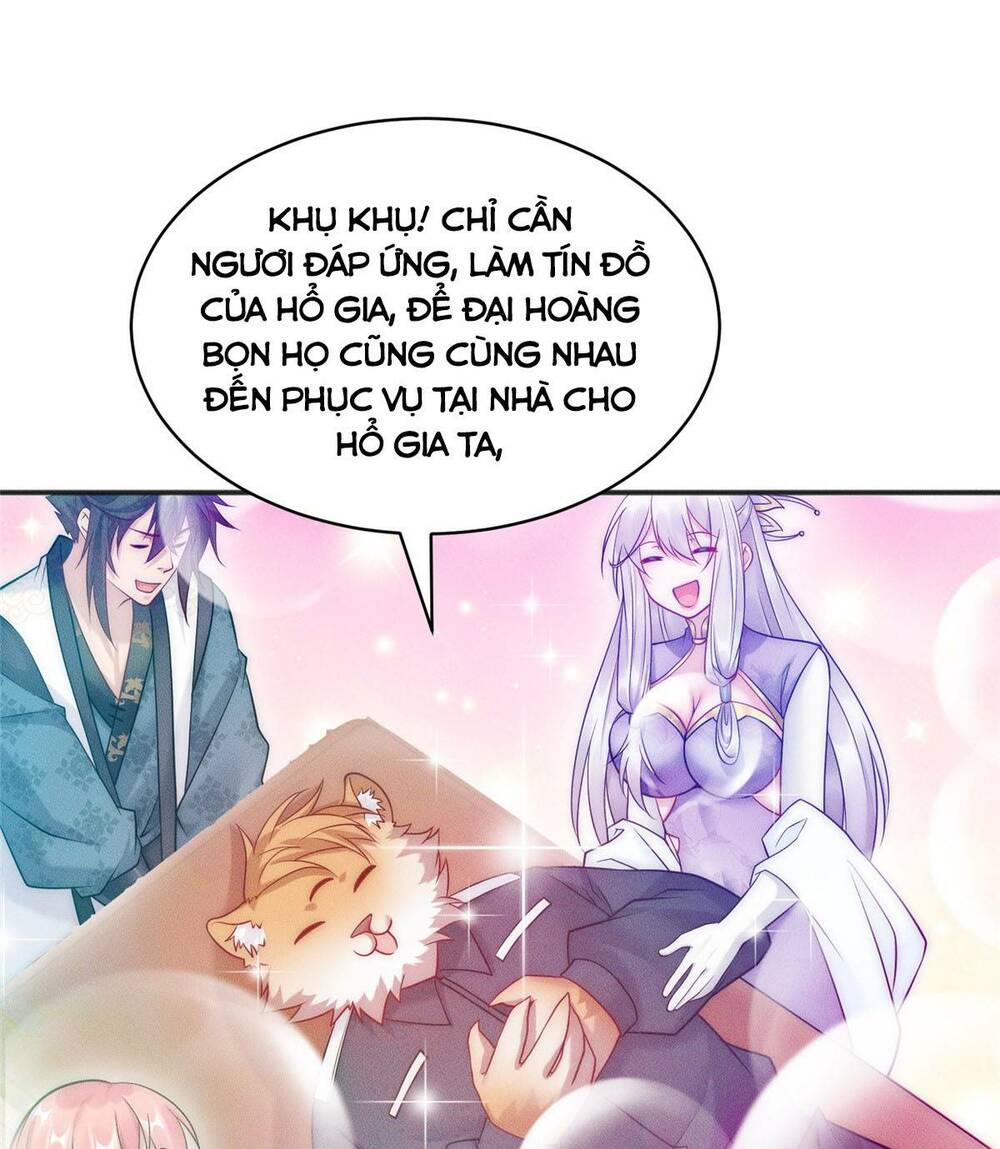 KHỤ KHỤ! CHỈ CẦN
NGƯƠI ĐÁP ỨNG, LÀM TÍN ĐỒ
CỦA HỔ GIA, ĐỂ ĐẠI HOÀNG
BỌN HỌ CŨNG CÙNG NHAU
ĐẾN PHỤC VỤ TẠI NHÀ CHO
HỔ GIA TA,